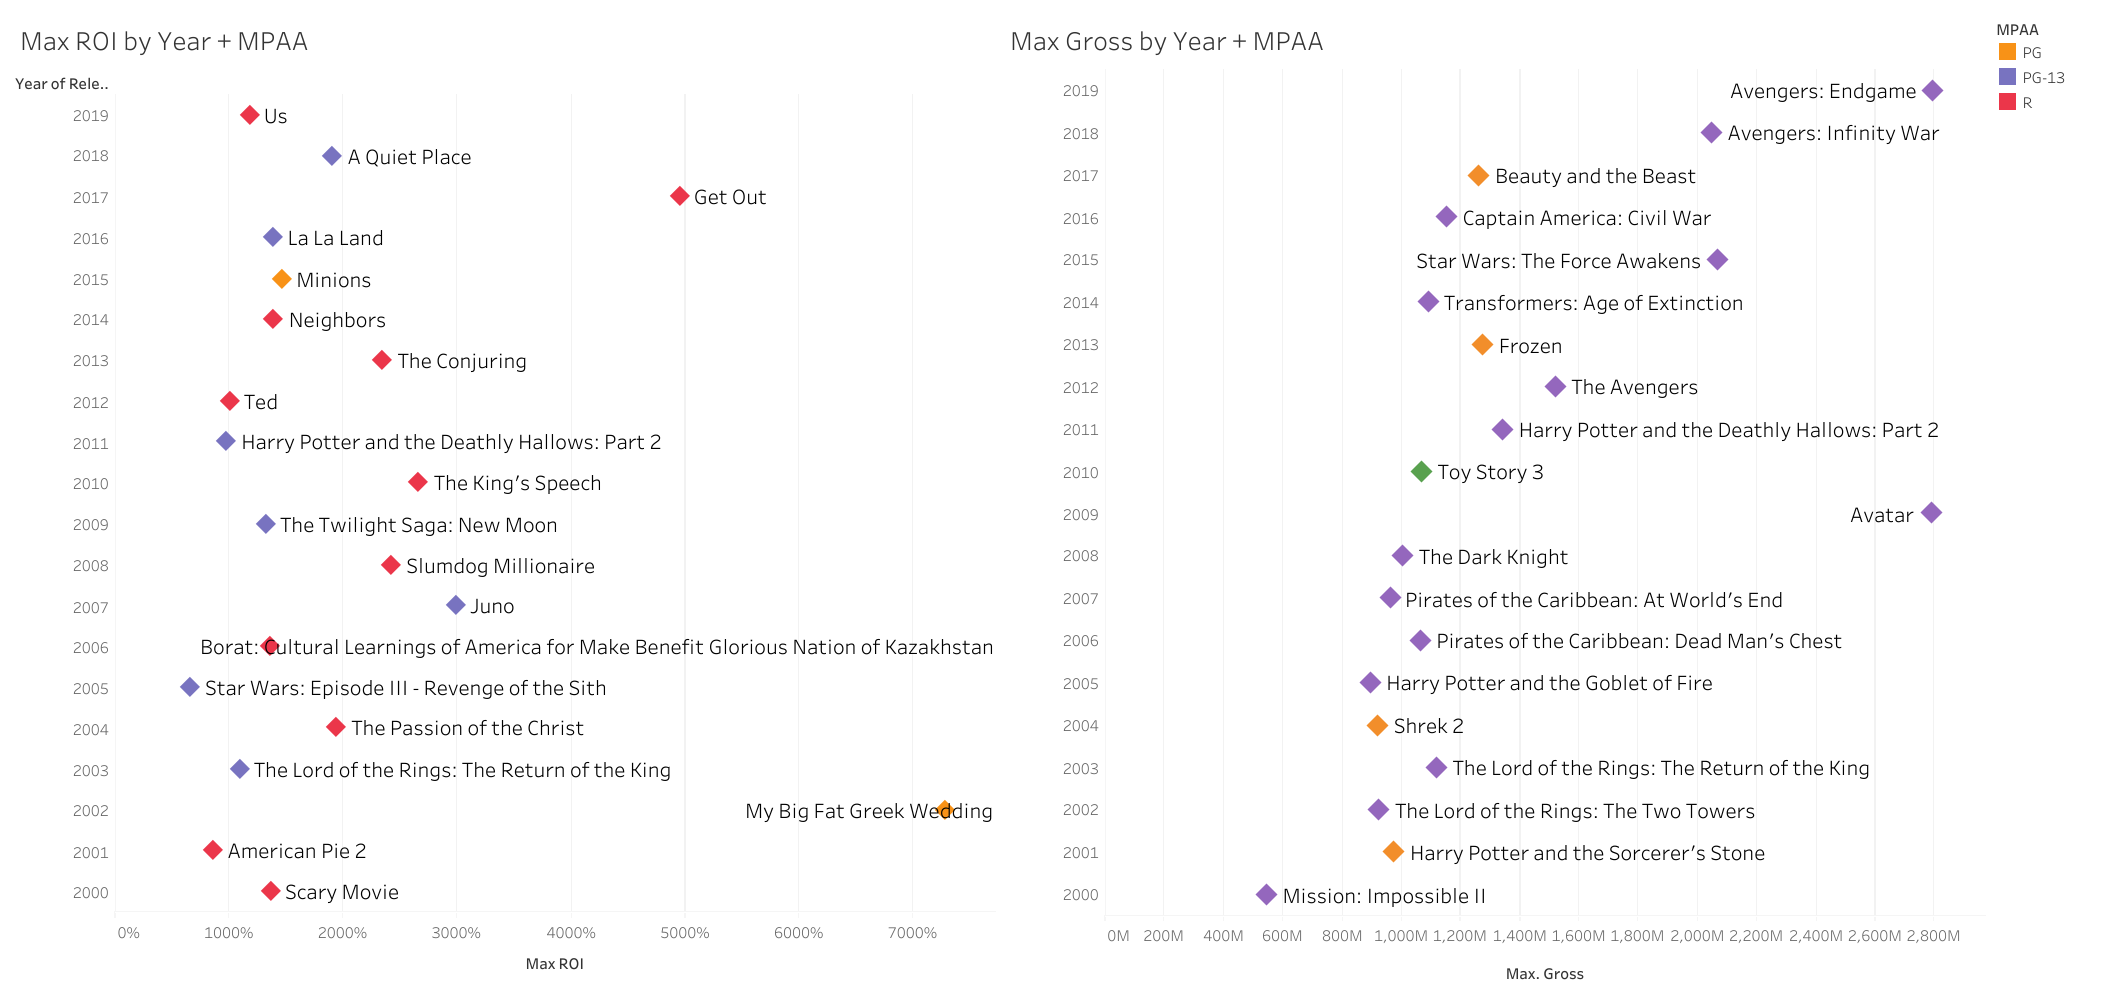 Max ROI by Year + MPAA
Year of Rele..
2019 Us
2018 A Quiet Place
2017 Get Out
2016 La La Land
2015 Minions
2014 Neighbors
2013 The Conjuring
2012 Ted
2011 Harry Potter and the Deathly Hallows: Part 2
2010 The King's Speech
2009 The Twilight Saga: New Moon
2008 Slumdog Millionaire
2007 Juno
2006 Borat: Cultural Learnings of America for Make Benefit Glorious Nation of Kazakhstan
2005 Star Wars: Episode III - Revenge of the Sith
2004 The Passion of the Christ
2003 The Lord of the Rings: The Return of the King
2002 My Big Fat Greek Wedding
2001 American Pie 2
2000 Scary Movie
0% 1000% 2000% 3000% 4000% 5000% 6000% 7000%
Max ROI
Max Gross by Year + MPAA
2019 Avengers: Endgame
2018 Avengers: Infinity War
2017 Beauty and the Beast
2016 Captain America: Civil War
2015 Star Wars: The Force Awakens
2014 Transformers: Age of Extinction
2013 Frozen
2012 The Avengers
2011 Harry Potter and the Deathly Hallows: Part 2
2010 Toy Story 3
2009 Avatar
2008 The Dark Knight
2007 Pirates of the Caribbean: At World's End
2006 Pirates of the Caribbean: Dead Man's Chest
2005 Harry Potter and the Goblet of Fire
2004 Shrek 2
2003 The Lord of the Rings: The Return of the King
2002 The Lord of the Rings: The Two Towers
2001 Harry Potter and the Sorcerer's Stone
2000 Mission: Impossible II
0M 200M 400M 600M 800M 1,000M 1,200M 1,400M 1,600M 1,800M 2,000M 2,200M 2,400M 2,600M 2,800M
Max. Gross
MPAA
PG
PG-13
R